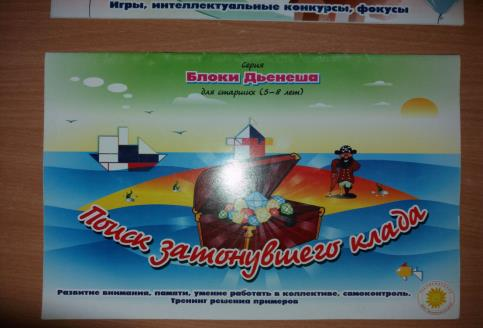 Игры, интеллектуальные конкурсы, фокусы
Серия
Блоки Дьенеша
для старших (5–8 лет)
Поиск затонувшего клада
Развитие внимания, памяти, умение работать в коллективе, самоконтроль.
Тренинг решения примеров